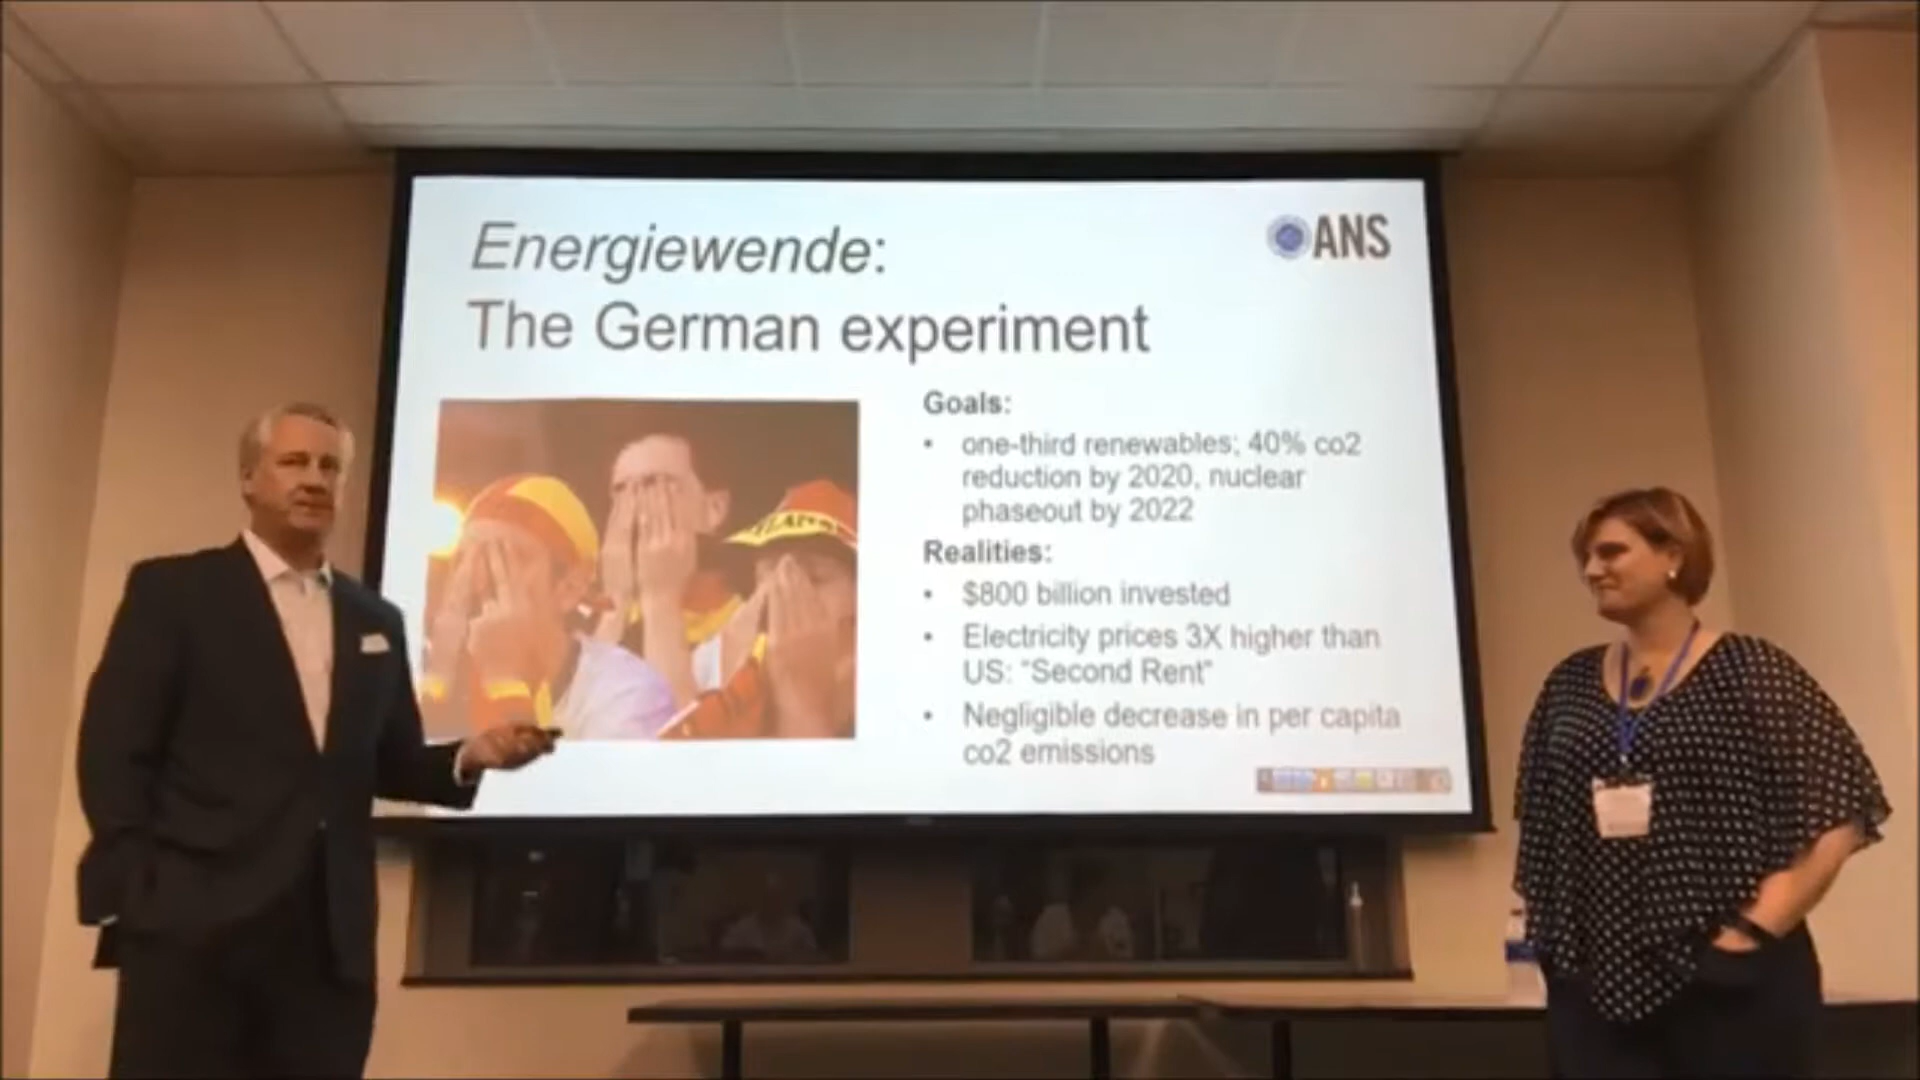 Energiewende:
The German experiment
ANS
Goals:
• one-third renewables; 40% co2
reduction by 2020, nuclear
phaseout by 2022
Realities:
• $800 billion invested
• Electricity prices 3X higher than
US: "Second Rent"
• Negligible decrease in per capita
co2 emissions